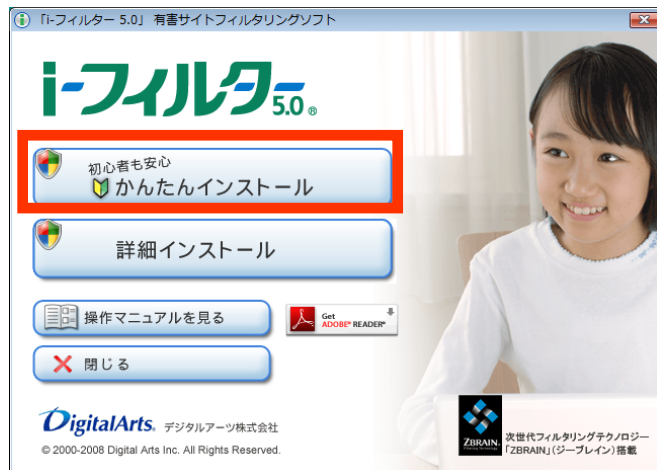 「i-フィルター 5.0」 有害サイトフィルタリングソフト
i-フィルター5.0®
初心者も安心
かんたんインストール
詳細インストール
操作マニュアルを見る
Get
ADOBE® READER®
閉じる
DigitalArts. デジタルアーツ株式会社
© 2000-2008 Digital Arts Inc. All Rights Reserved.
ZBRAIN.
次世代フィルタリングテクノロジー
「ZBRAIN」(ジーブレイン)搭載